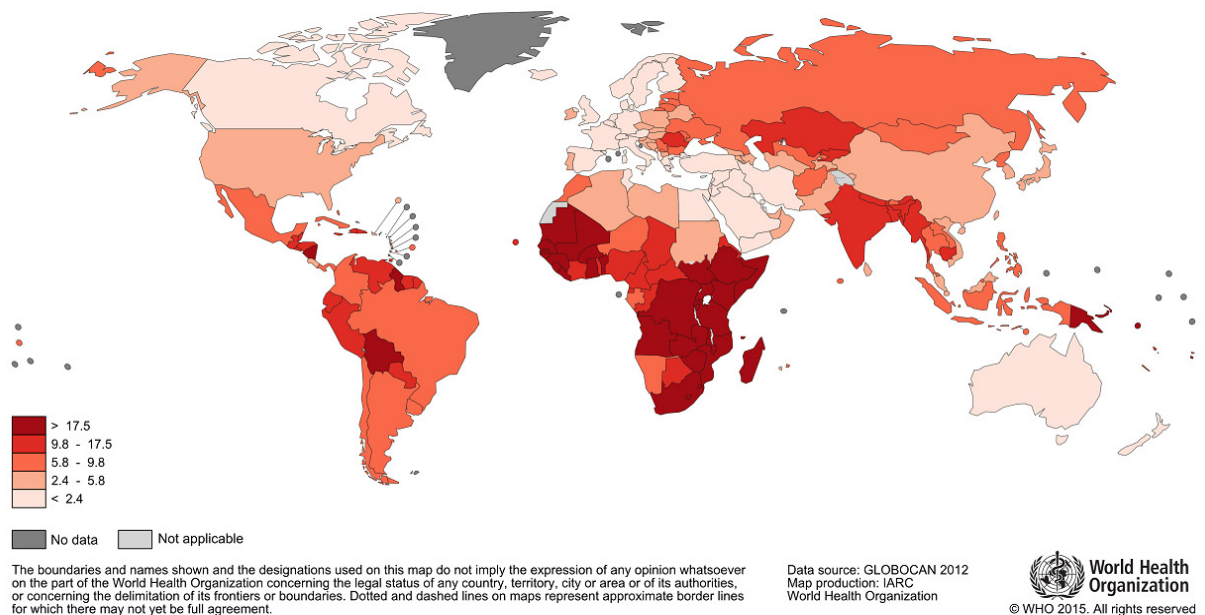 > 17.5
9.8 - 17.5
5.8 - 9.8
2.4 - 5.8
< 2.4
No data
Not applicable
The boundaries and names shown and the designations used on this map do not imply the expression of any opinion whatsoever
on the part of the World Health Organization concerning the legal status of any country, territory, city or area or of its authorities,
or concerning the delimitation of its frontiers or boundaries. Dotted and dashed lines on maps represent approximate border lines
for which there may not yet be full agreement.
Data source: GLOBOCAN 2012
Map production: IARC
World Health Organization
World Health
Organization
© WHO 2015. All rights reserved